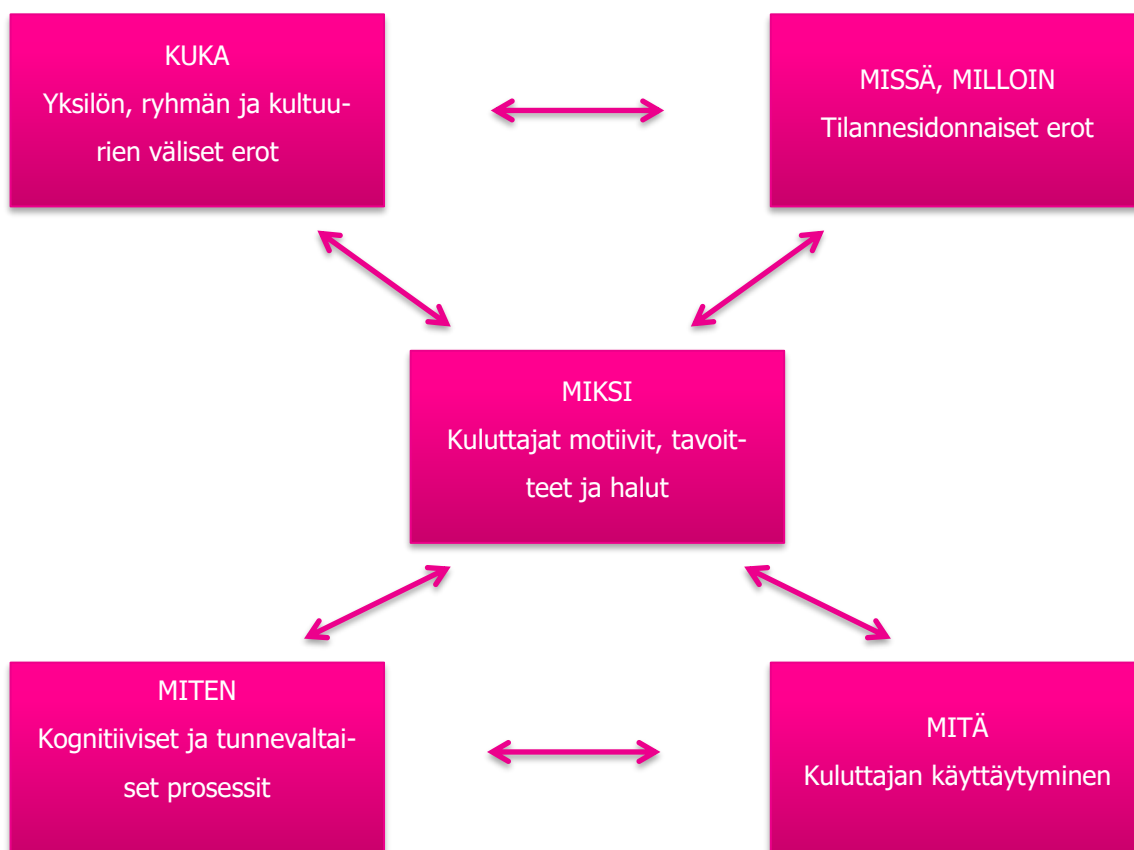 KUKA
Yksilön, ryhmän ja kultuu-
rien väliset erot
MISSÄ, MILLOIN
Tilannesidonnaiset erot
MIKSI
Kuluttajat motiivit, tavoit-
teet ja halut
MITEN
Kognitiiviset ja tunnevaltai-
set prosessit
MITÄ
Kuluttajan käyttäytyminen